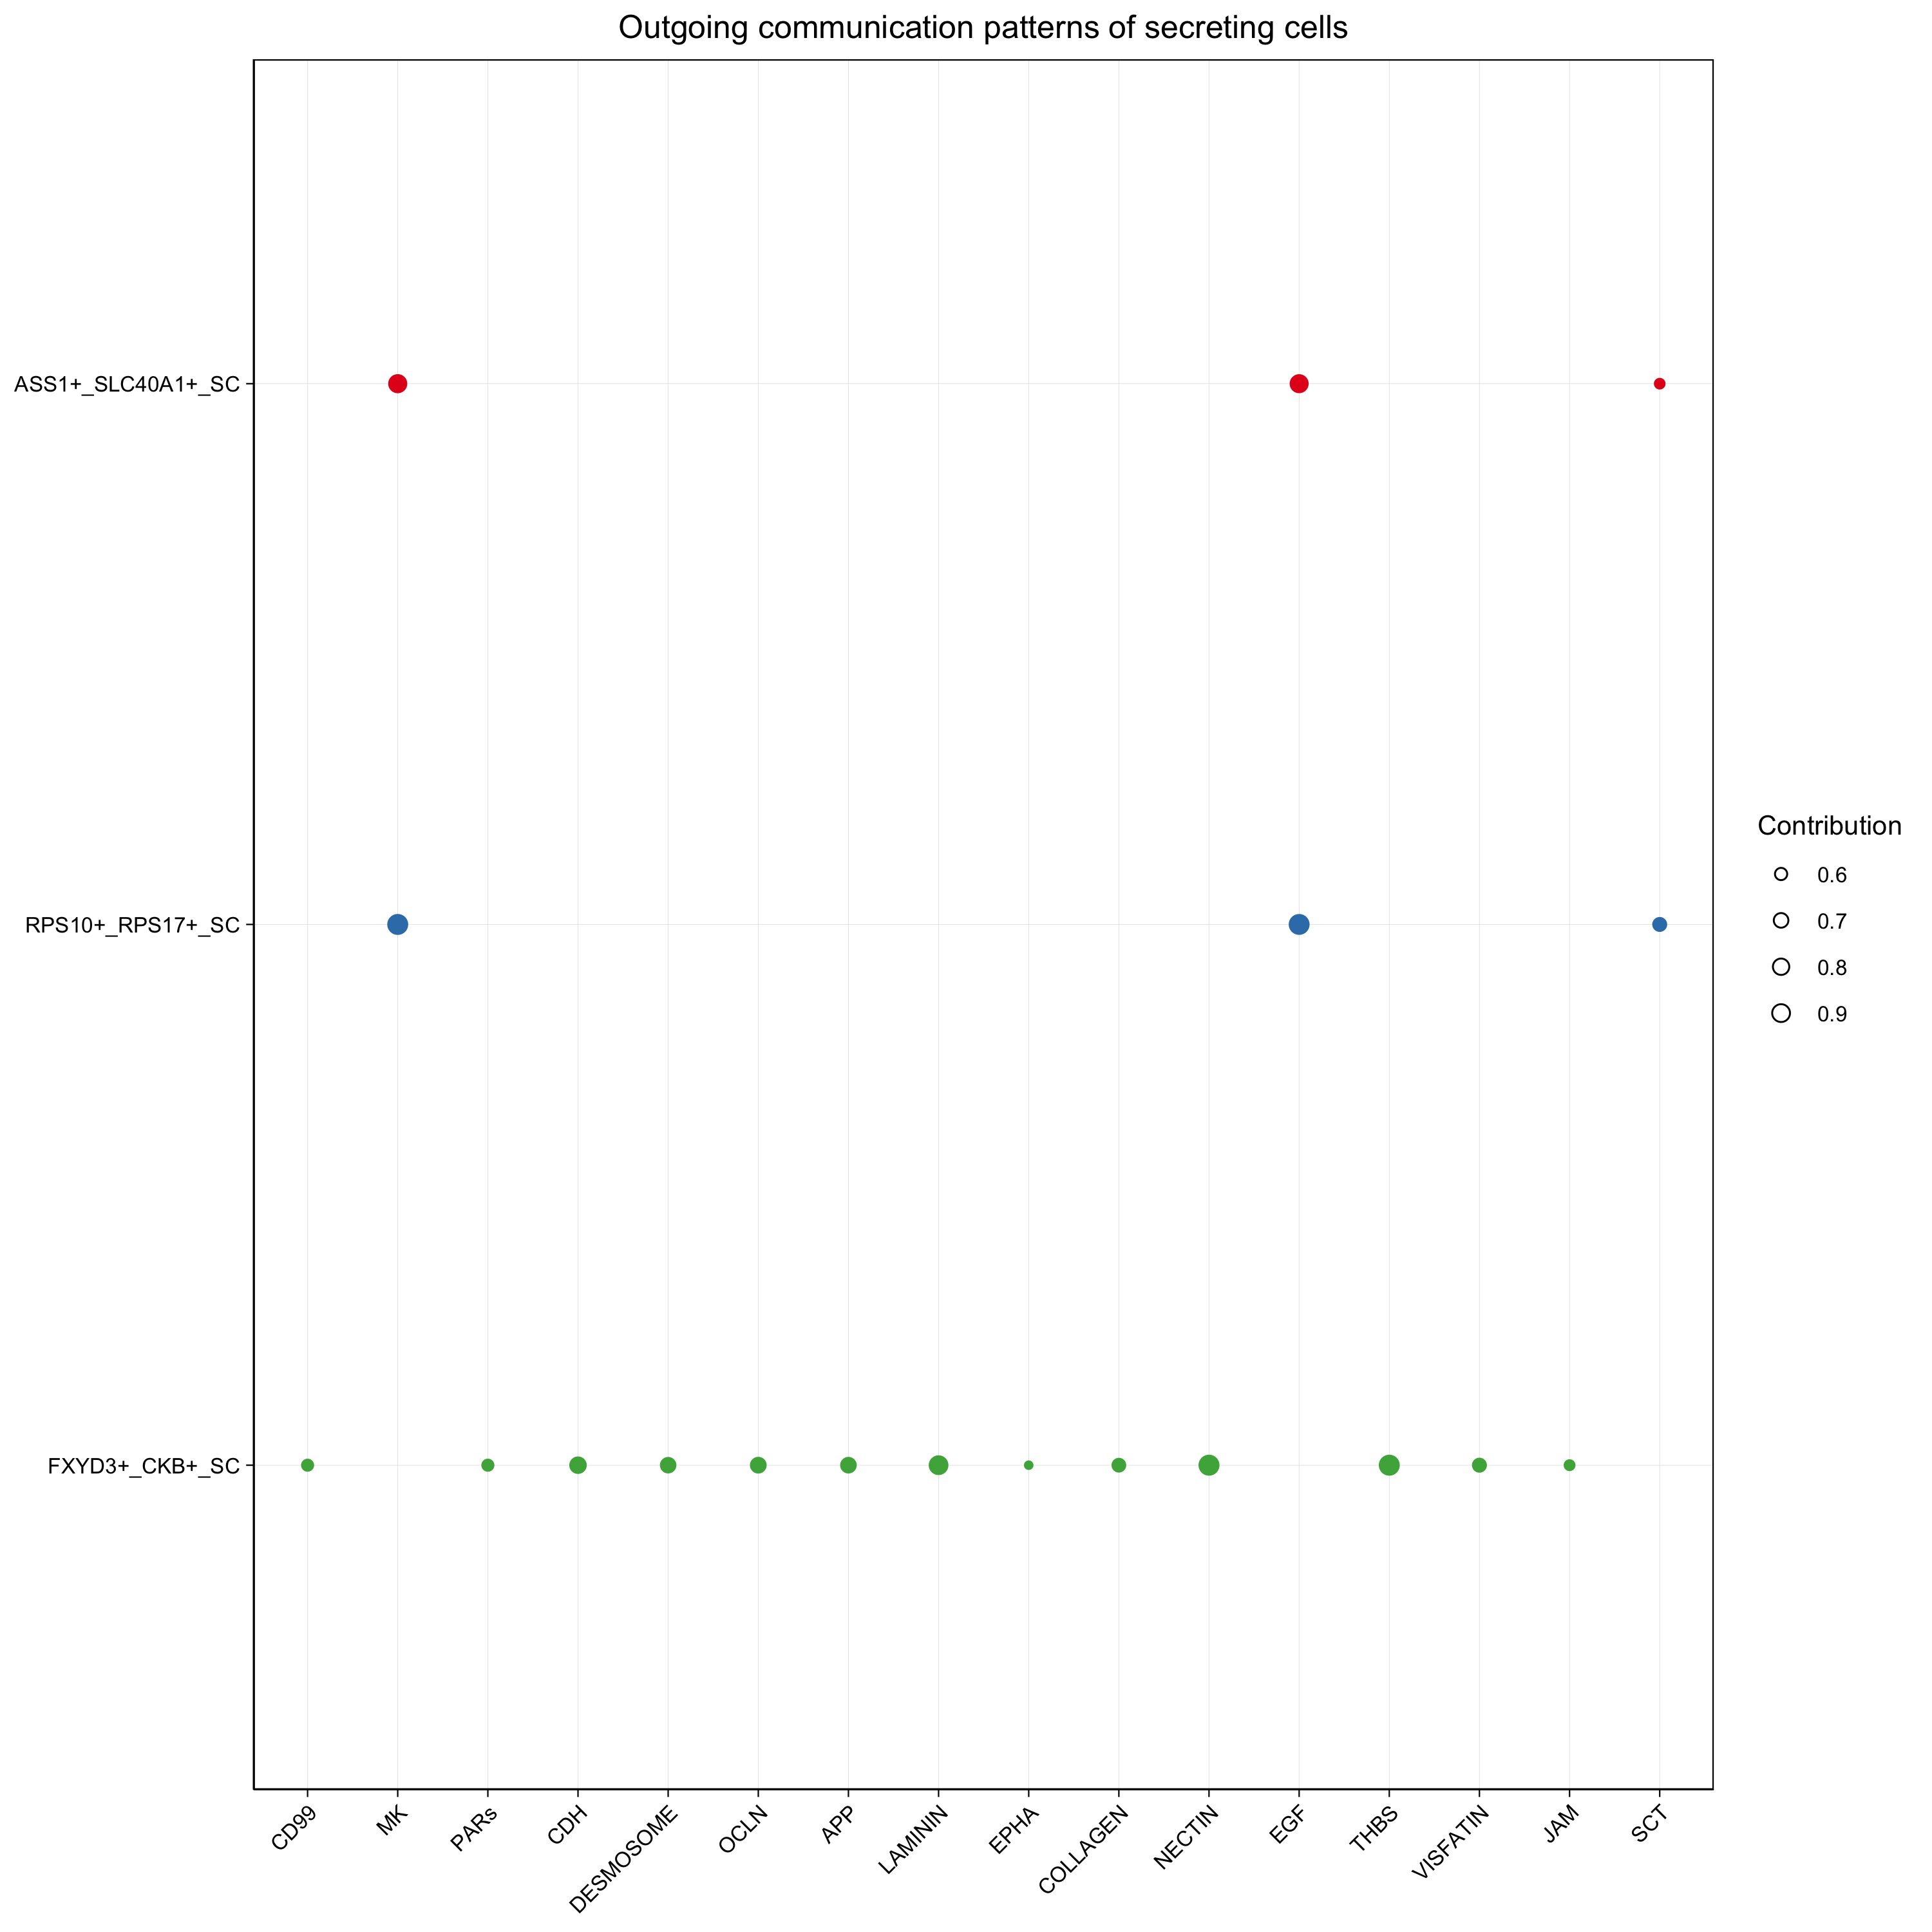 Outgoing communication patterns of secreting cells
ASS1+_SLC40A1+_SC
RPS10+_RPS17+_SC
FXYD3+_CKB+_SC
CD99
MK
PARs
CDH
DESMOSOME
OCLN
APP
LAMININ
EPHA
COLLAGEN
NECTIN
EGF
THBS
VISFATIN
JAM
SCT
Contribution
0.6
0.7
0.8
0.9